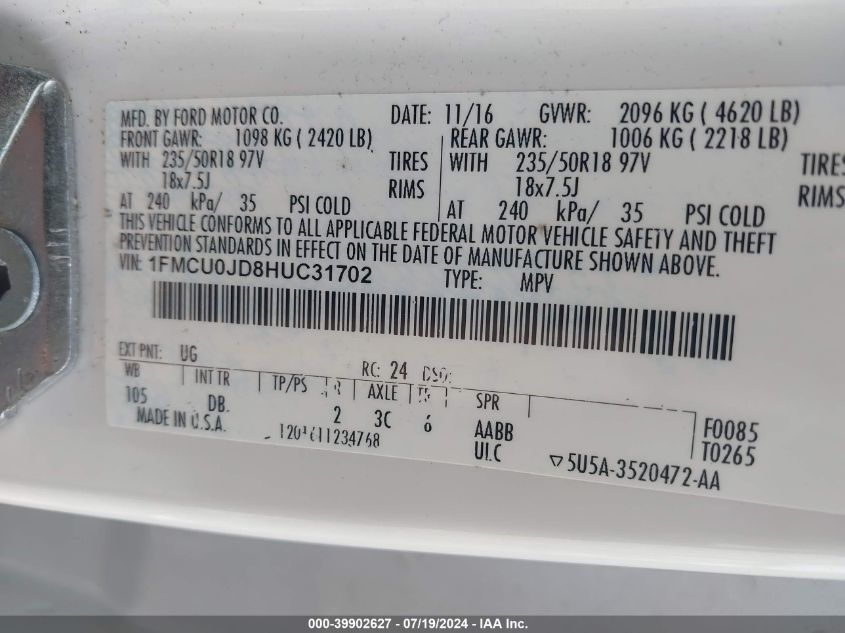 MFD. BY FORD MOTOR CO. DATE: 11/16 GVWR: 2096 KG ( 4620 LB)
FRONT GAWR: 1098 KG ( 2420 LB) REAR GAWR: 1006 KG ( 2218 LB)
WITH 235/50R18 97V TIRES WITH 235/50R18 97V TIRES
18x7.5J RIMS 18x7.5J RIMS
AT 240 kPa/ 35 PSI COLD AT 240 kPa/ 35 PSI COLD
THIS VEHICLE CONFORMS TO ALL APPLICABLE FEDERAL MOTOR VEHICLE SAFETY AND THEFT
PREVENTION STANDARDS IN EFFECT ON THE DATE OF MANUFACTURE SHOWN ABOVE.
VIN: 1FMCU0JD8HUC31702 TYPE: MPV
EXT PNT: UG RC: 24 DSO:
WB INT TR TP/PS R AXLE TR SPR
105 DB. 2 3C 6 AABB F0085
MADE IN U.S.A. ULC T0265
▽5U5A-3520472-AA
000-39902627 - 07/19/2024 - IAAI - Copart Inc.